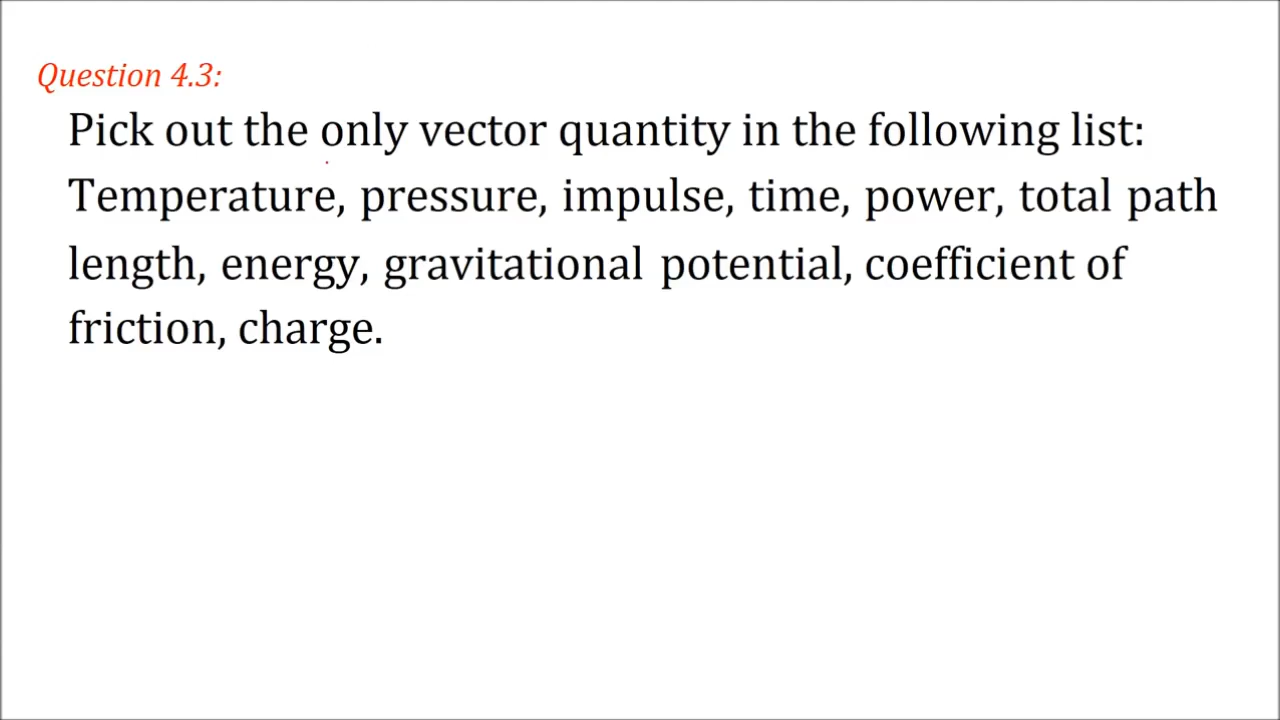 Question 4.3:
Pick out the only vector quantity in the following list:
Temperature, pressure, impulse, time, power, total path
length, energy, gravitational potential, coefficient of
friction, charge.